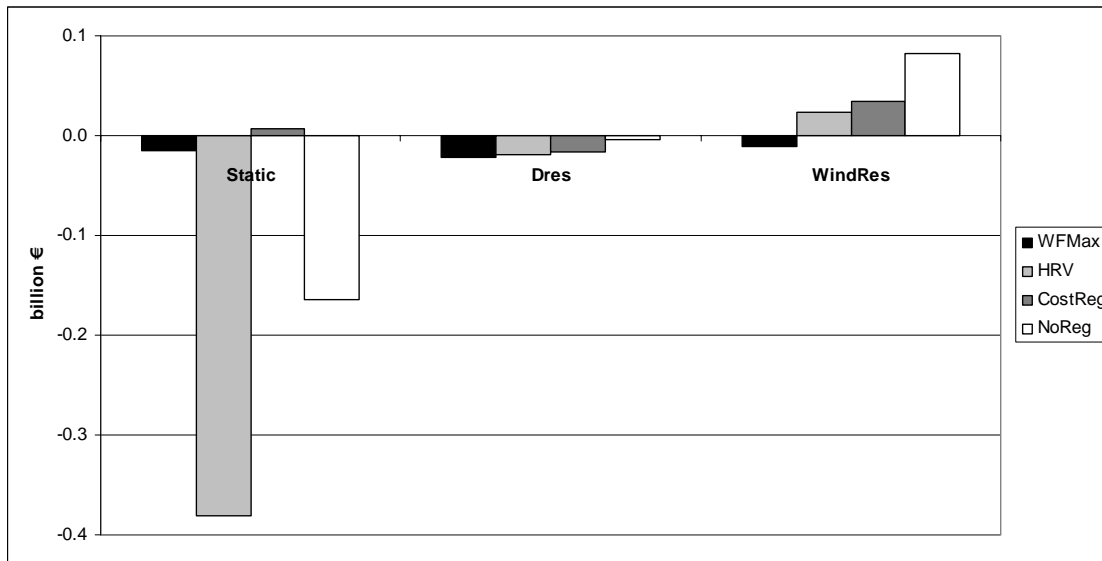 0.1
0.0
-0.1
-0.2
-0.3
-0.4
billion €
Static Dres WindRes
WFMax
HRV
CostReg
NoReg